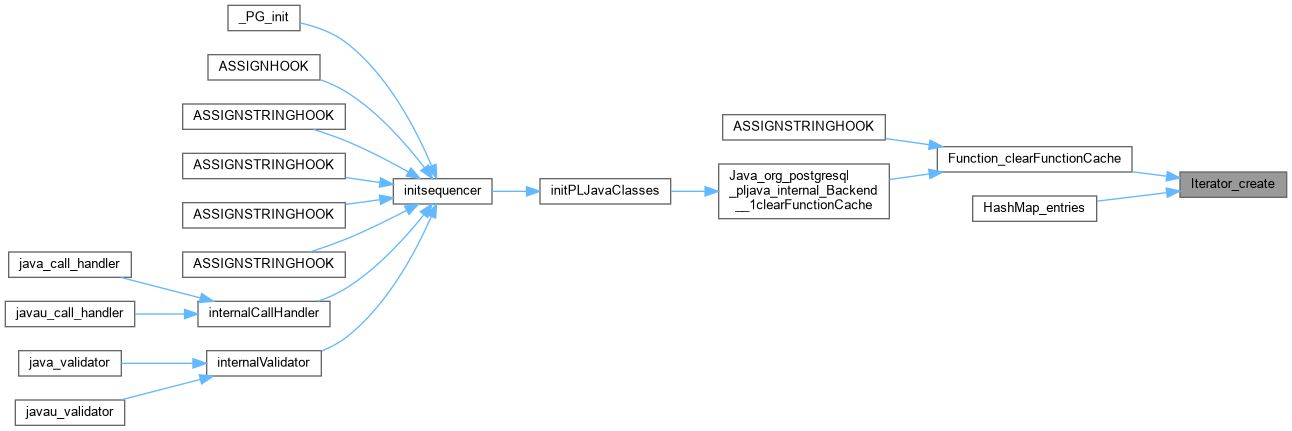 _PG_init
ASSIGNHOOK
ASSIGNSTRINGHOOK
ASSIGNSTRINGHOOK
ASSIGNSTRINGHOOK
ASSIGNSTRINGHOOK
java_call_handler
javau_call_handler
internalCallHandler
java_validator
javau_validator
internalValidator
initsequencer
initPLJavaClasses
ASSIGNSTRINGHOOK
Java_org_postgresql
_pljava_internal_Backend
__1clearFunctionCache
Function_clearFunctionCache
HashMap_entries
Iterator_create